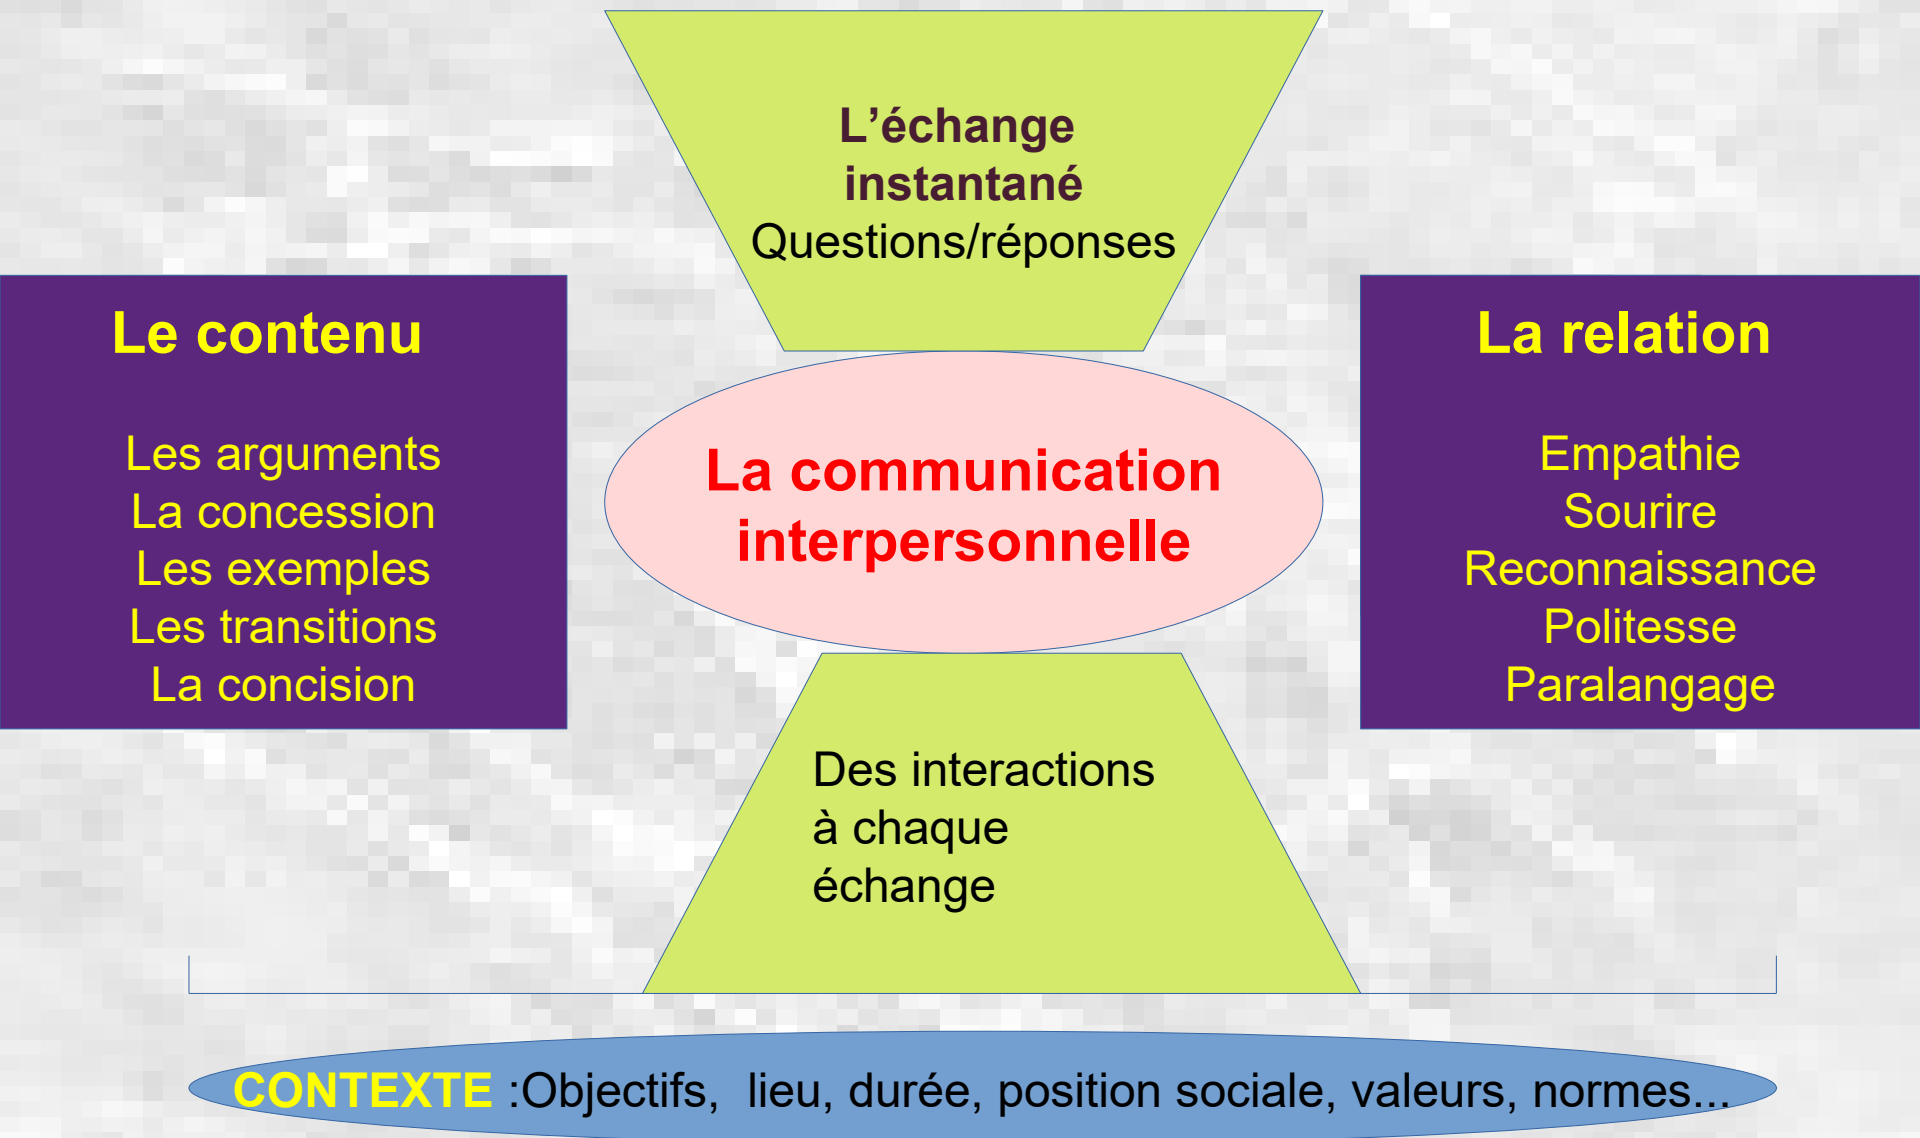 L’échange
instantané
Questions/réponses
Le contenu
Les arguments
La concession
Les exemples
Les transitions
La concision
La communication
interpersonnelle
La relation
Empathie
Sourire
Reconnaissance
Politesse
Paralangage
Des interactions
à chaque
échange
CONTEXTE :Objectifs,  lieu, durée, position sociale, valeurs, normes...